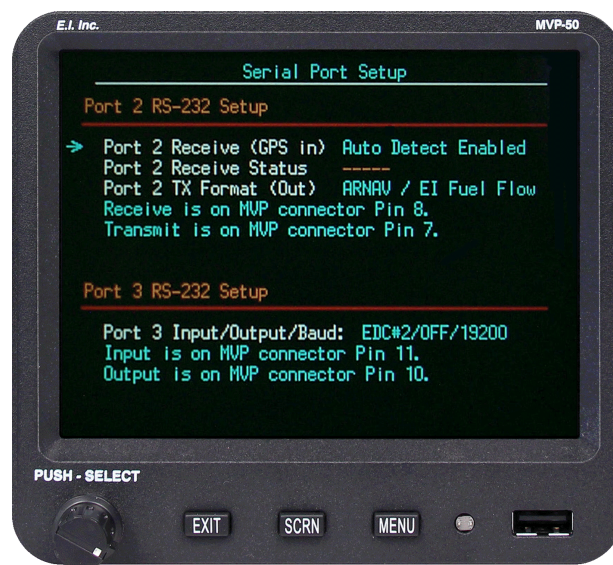 E.I. Inc.
MVP-50
Serial Port Setup
Port 2 RS-232 Setup
Port 2 Receive (GPS in) Auto Detect Enabled
Port 2 Receive Status -----
Port 2 TX Format (Out) ARNAV / EI Fuel Flow
Receive is on MVP connector Pin 8.
Transmit is on MVP connector Pin 7.
Port 3 RS-232 Setup
Port 3 Input/Output/Baud: EDC#2/OFF/19200
Input is on MVP connector Pin 11.
Output is on MVP connector Pin 10.
PUSH - SELECT
EXIT
SCRN
MENU